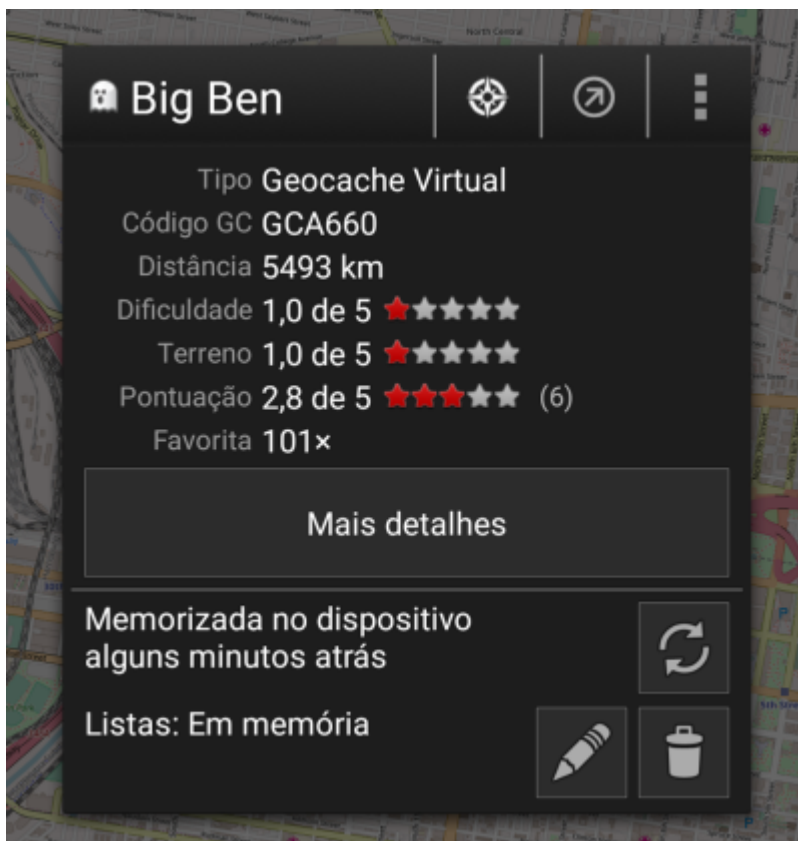 Big Ben
Tipo Geocache Virtual
Código GC GCA660
Distância 5493 km
Dificuldade 1,0 de 5
Terreno 1,0 de 5
Pontuação 2,8 de 5 (6)
Favorita 101×
Mais detalhes
Memorizada no dispositivo
alguns minutos atrás
Listas: Em memória